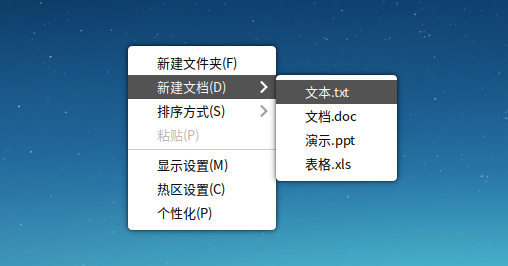 新建文件夹(F)
新建文档(D)
排序方式(S)
粘贴(P)
显示设置(M)
热区设置(C)
个性化(P)
文本.txt
文档.doc
演示.ppt
表格.xls